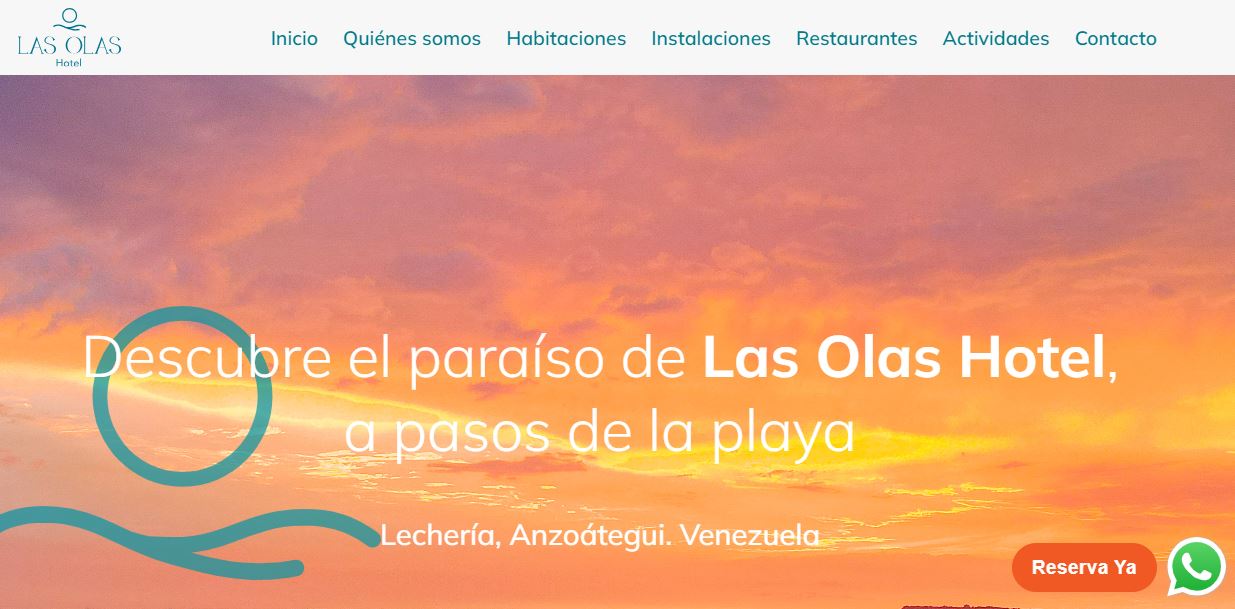 LAS OLAS
Hotel
Inicio Quiénes somos Habitaciones Instalaciones Restaurantes Actividades Contacto
Descubre el paraíso de Las Olas Hotel,
a pasos de la playa
Lechería, Anzoátegui. Venezuela
Reserva Ya